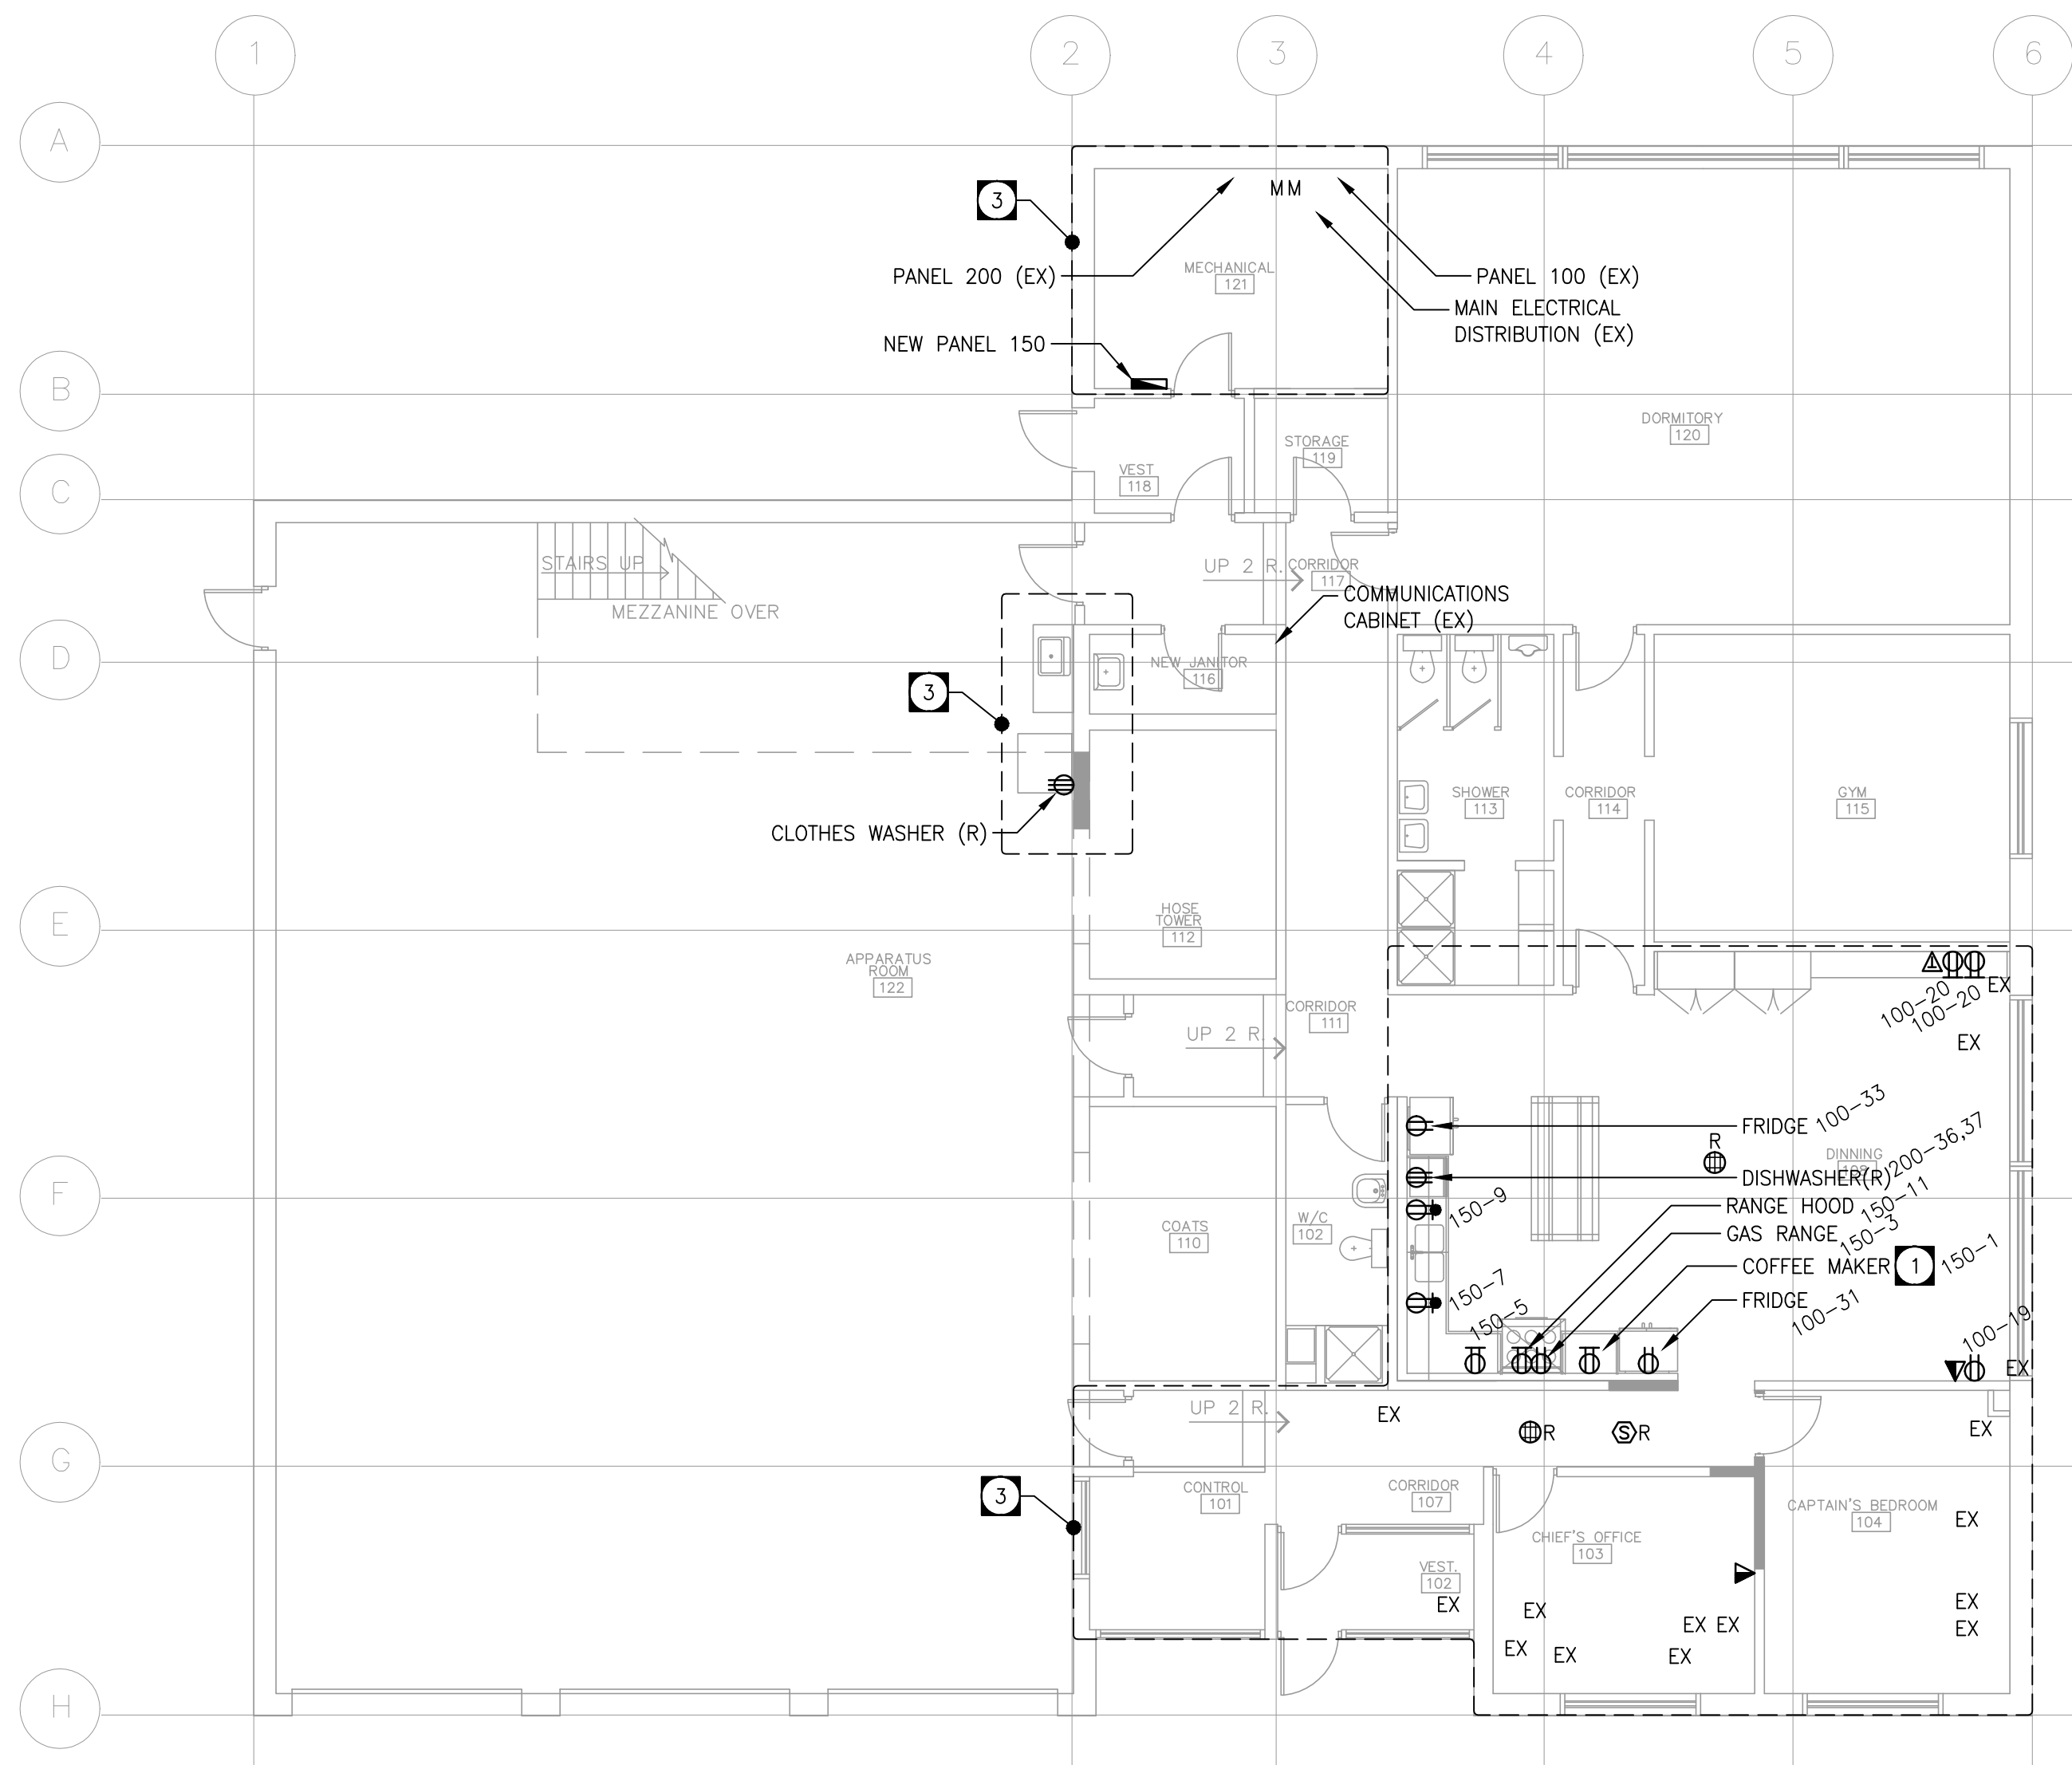 1
2
3
4
5
6
A
3
MM
PANEL 200 (EX)
MECHANICAL
121
PANEL 100 (EX)
MAIN ELECTRICAL
DISTRIBUTION (EX)
NEW PANEL 150
B
DORMITORY
120
STORAGE
119
VEST
118
C
STAIRS UP
UP 2 R.
CORRIDOR
117
MEZZANINE OVER
COMMUNICATIONS
CABINET (EX)
D
NEW JANITOR
116
3
SHOWER
113
CORRIDOR
114
GYM
115
CLOTHES WASHER (R)
HOSE
TOWER
112
E
APPARATUS
ROOM
122
EX
100-20
100-20
CORRIDOR
111
UP 2 R.
EX
FRIDGE 100-33
R
DINNING
DISHWASHER(R) 200-36,37
F
150-9
RANGE HOOD 150-11
W/C
102
COATS
110
GAS RANGE 150-3
COFFEE MAKER 1 150-1
150-7
FRIDGE 100-31
150-5
100-19
EX
UP 2 R.
EX
R
S R
EX
G
CONTROL
101
CORRIDOR
107
3
CAPTAIN'S BEDROOM
104
EX
CHIEF'S OFFICE
103
VEST.
102
EX
EX
EX
EX EX
EX
EX
EX
EX
H